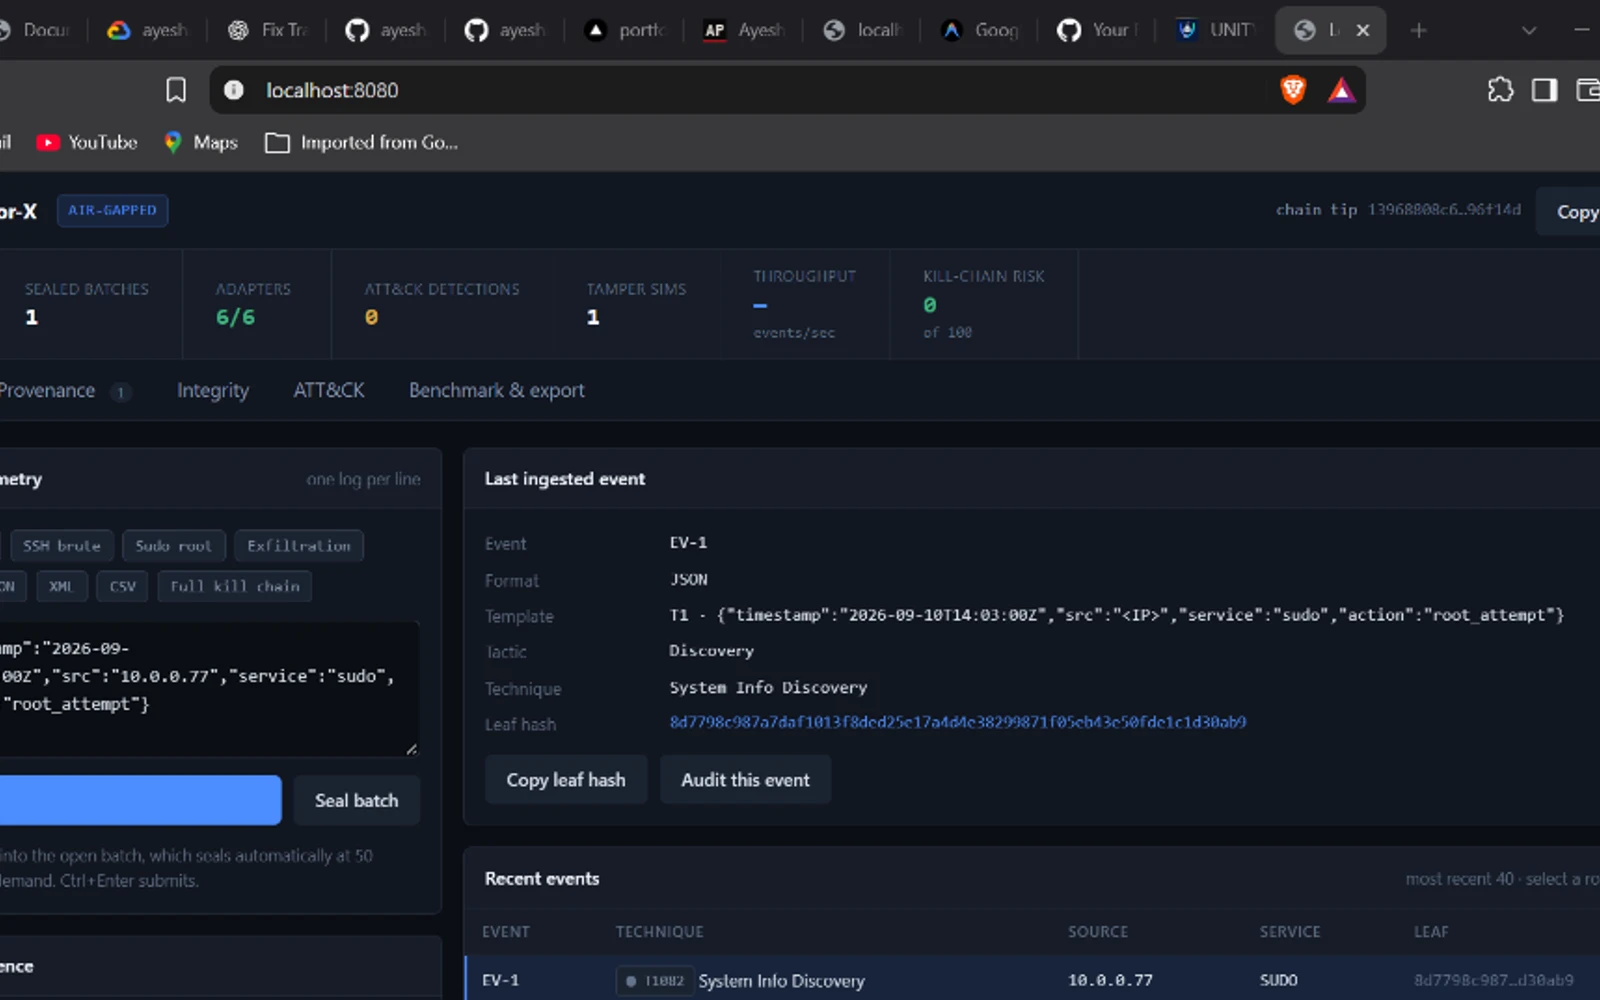 Docu ayesh Fix Tra ayesh ayesh portfo AP Ayesh localh Goog Your UNIT L
localhost:8080
il YouTube Maps Imported from Go...
or-X AIR-GAPPED chain tip 13968808c6…96f14d Copy
SEALED BATCHES ADAPTERS ATT&CK DETECTIONS TAMPER SIMS THROUGHPUT KILL-CHAIN RISK
1 6/6 0 1 – 0
events/sec of 100
Provenance 1 Integrity ATT&CK Benchmark & export
metry one log per line
SSH brute Sudo root Exfiltration
ON XML CSV Full kill chain
mp":"2026-09-
00Z","src":"10.0.0.77","service":"sudo",
"root_attempt"}
Seal batch
into the open batch, which seals automatically at 50
demand. Ctrl+Enter submits.
ence
Last ingested event
Event EV-1
Format JSON
Template T1 - {"timestamp":"2026-09-10T14:03:00Z","src":"<IP>","service":"sudo","action":"root_attempt"}
Tactic Discovery
Technique System Info Discovery
Leaf hash 8d7798c987a7daf1013f8ded25e17a4d4e38299871f05eb43e50fde1c1d30ab9
Copy leaf hash Audit this event
Recent events most recent 40 · select a ro
EVENT TECHNIQUE SOURCE SERVICE LEAF
EV-1 T1082 System Info Discovery 10.0.0.77 SUDO 8d7798c987…d30ab9